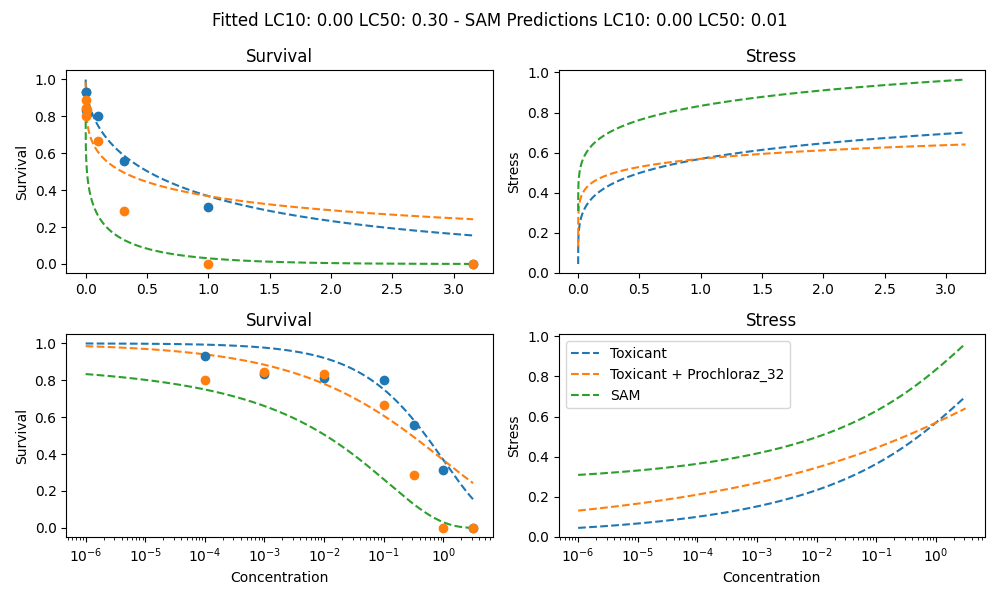 Fitted LC10: 0.00 LC50: 0.30 - SAM Predictions LC10: 0.00 LC50: 0.01
Survival
Stress
Survival
1.0
0.8
0.6
0.4
0.2
0.0
0.0 0.5 1.0 1.5 2.0 2.5 3.0
Stress
1.0
0.8
0.6
0.4
0.2
0.0
0.0 0.5 1.0 1.5 2.0 2.5 3.0
Survival
Stress
Survival
1.0
0.8
0.6
0.4
0.2
0.0
10⁻⁶ 10⁻⁵ 10⁻⁴ 10⁻³ 10⁻² 10⁻¹ 10⁰
Concentration
Stress
1.0
0.8
0.6
0.4
0.2
0.0
Toxicant
Toxicant + Prochloraz_32
SAM
10⁻⁶ 10⁻⁵ 10⁻⁴ 10⁻³ 10⁻² 10⁻¹ 10⁰
Concentration